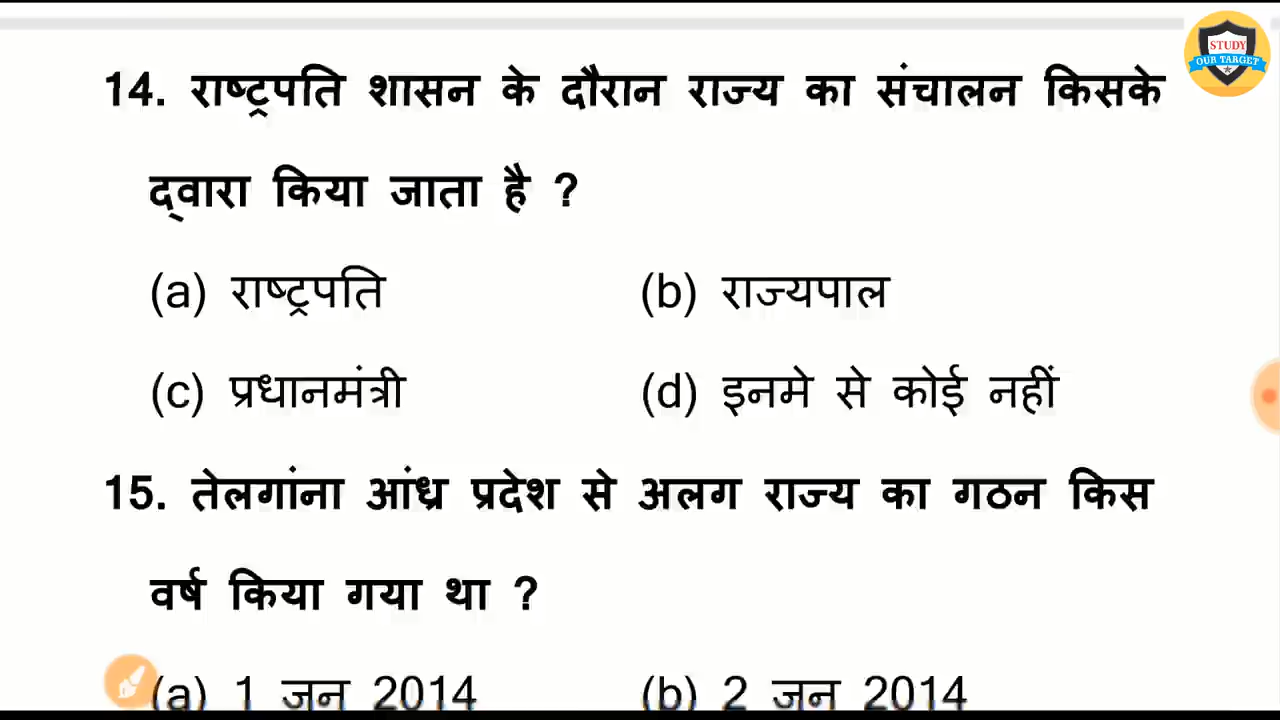 STUDY
OUR TARGET
14. राष्ट्रपति शासन के दौरान राज्य का संचालन किसके
द्वारा किया जाता है ?
(a) राष्ट्रपति (b) राज्यपाल
(c) प्रधानमंत्री (d) इनमे से कोई नहीं
15. तेलगांना आंध्र प्रदेश से अलग राज्य का गठन किस
वर्ष किया गया था ?
(a) 1 जून 2014 (b) 2 जून 2014